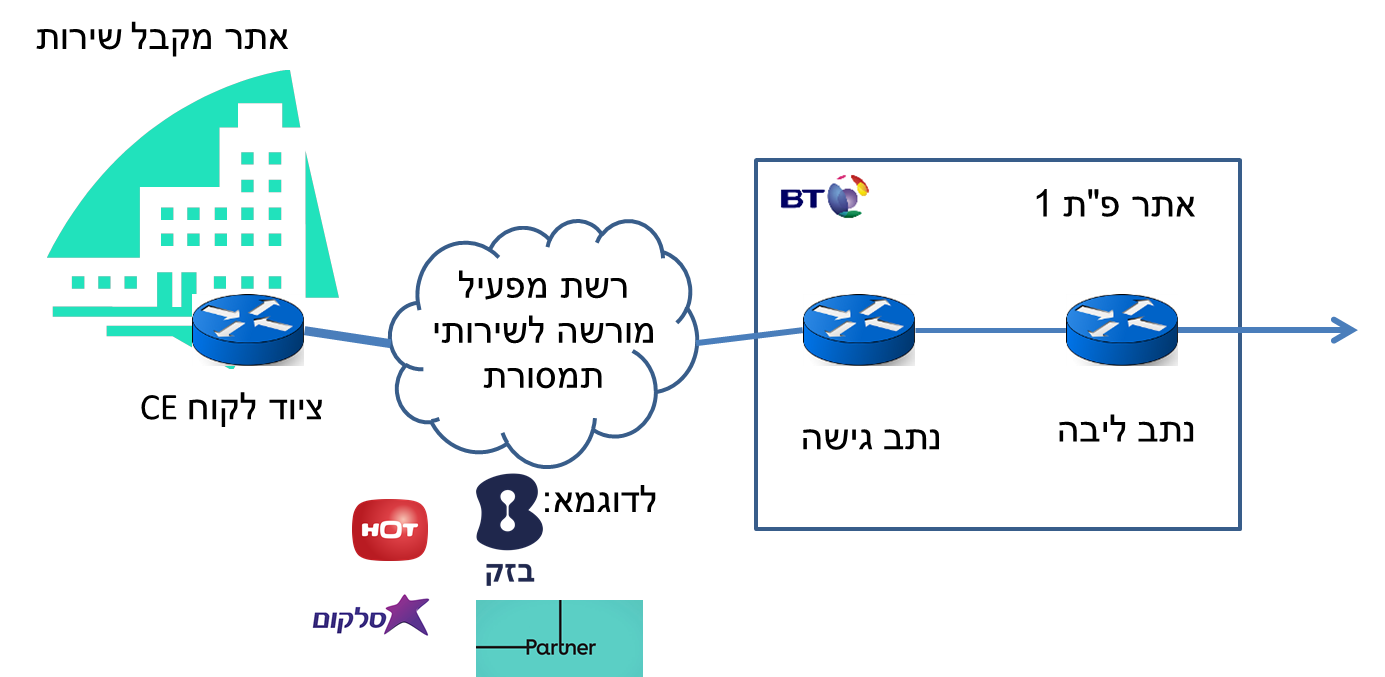 אתר מקבל שירות
BT
אתר פ"ת 1
רשת מפעיל
מורשה לשירותי
תמסורת
ציוד לקוח CE
נתב גישה
נתב ליבה
לדוגמא:
HOT
בזק
סלקום
Partner